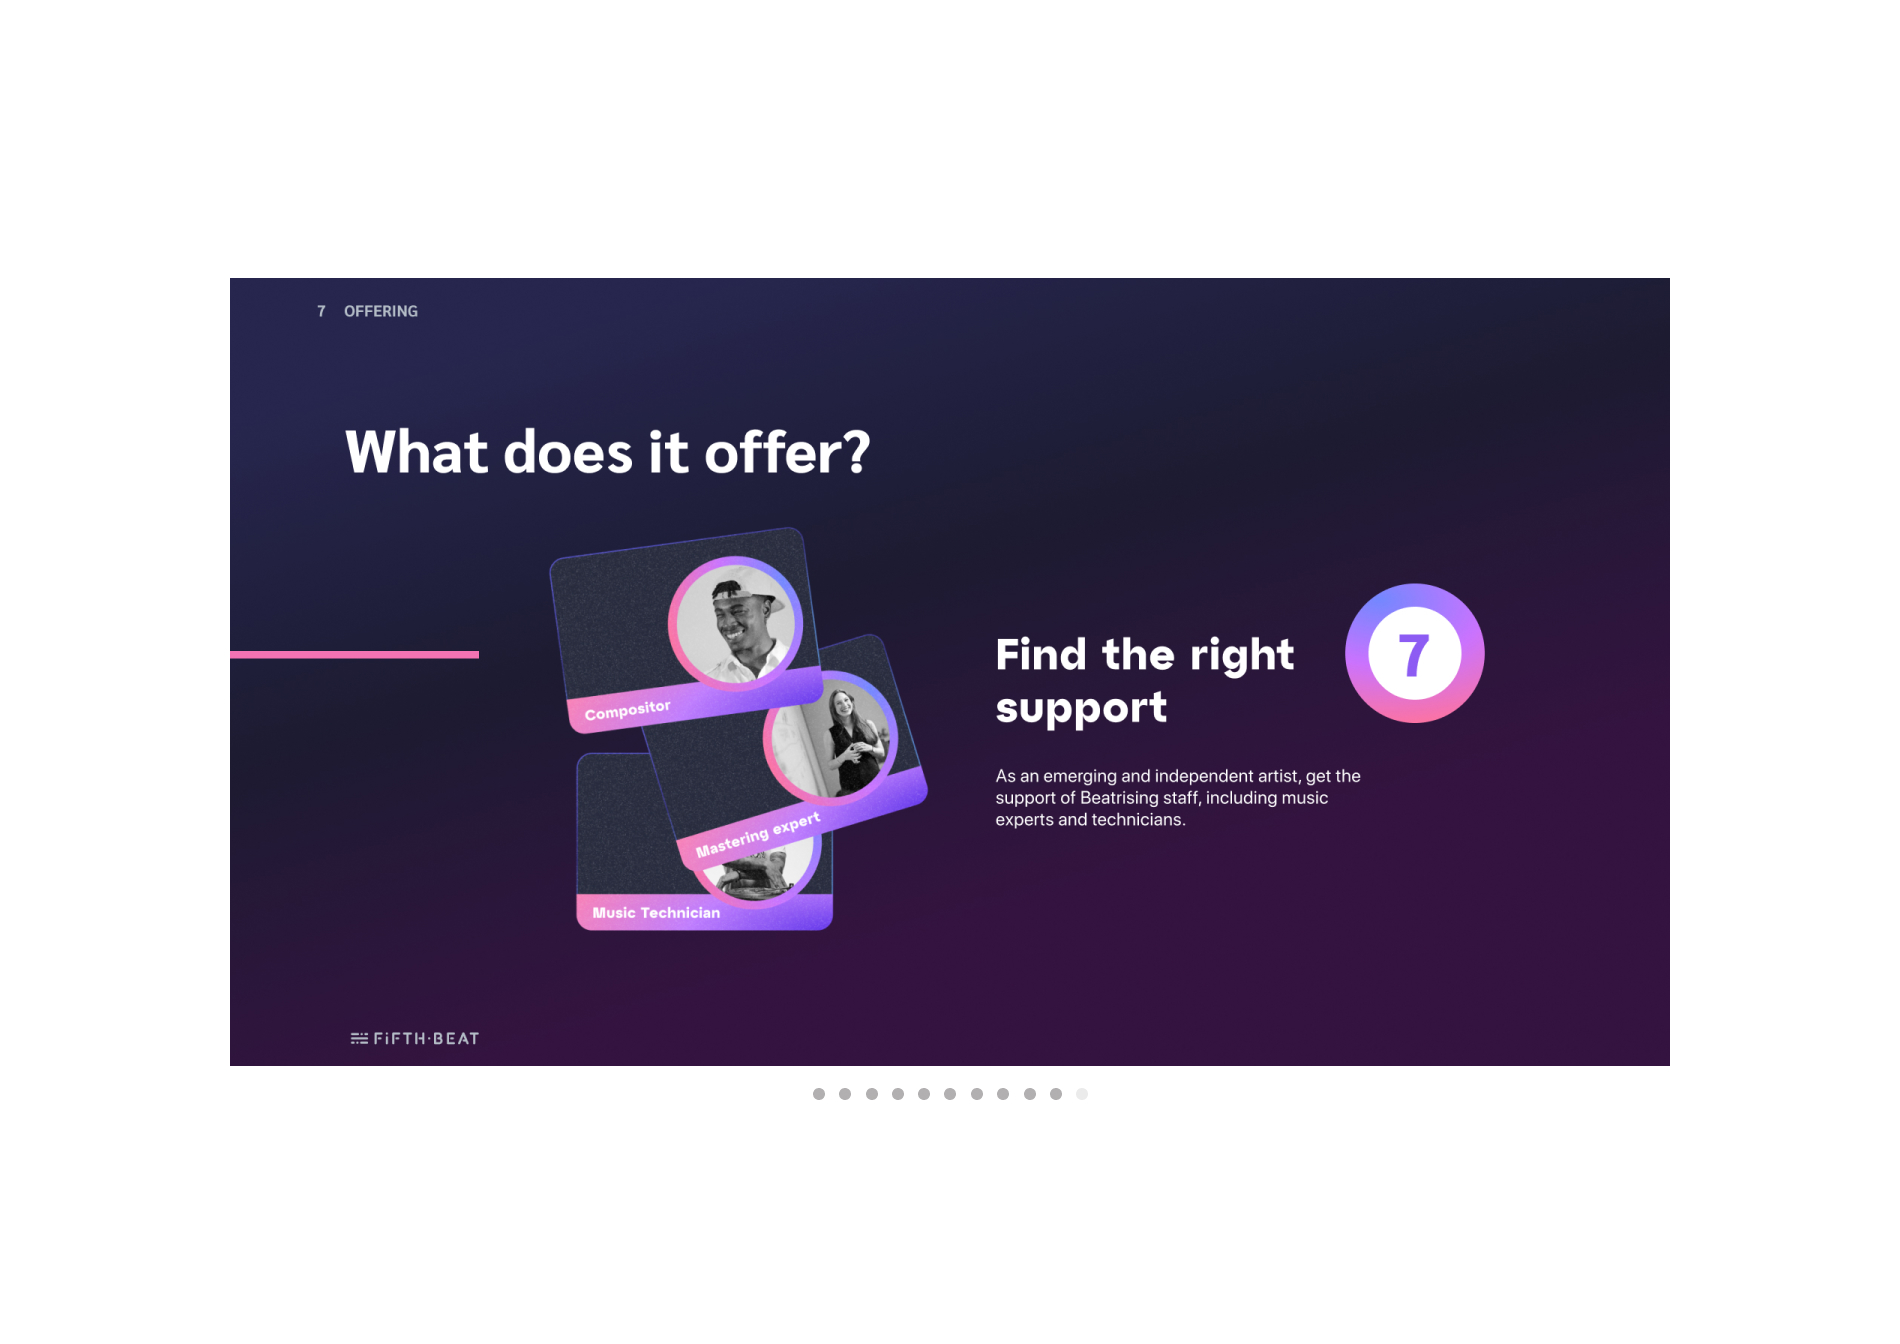 7 OFFERING
What does it offer?
Compositor
Mastering expert
Music Technician
Find the right
support
7
As an emerging and independent artist, get the
support of Beatrising staff, including music
experts and technicians.
FiFTH·BEAT